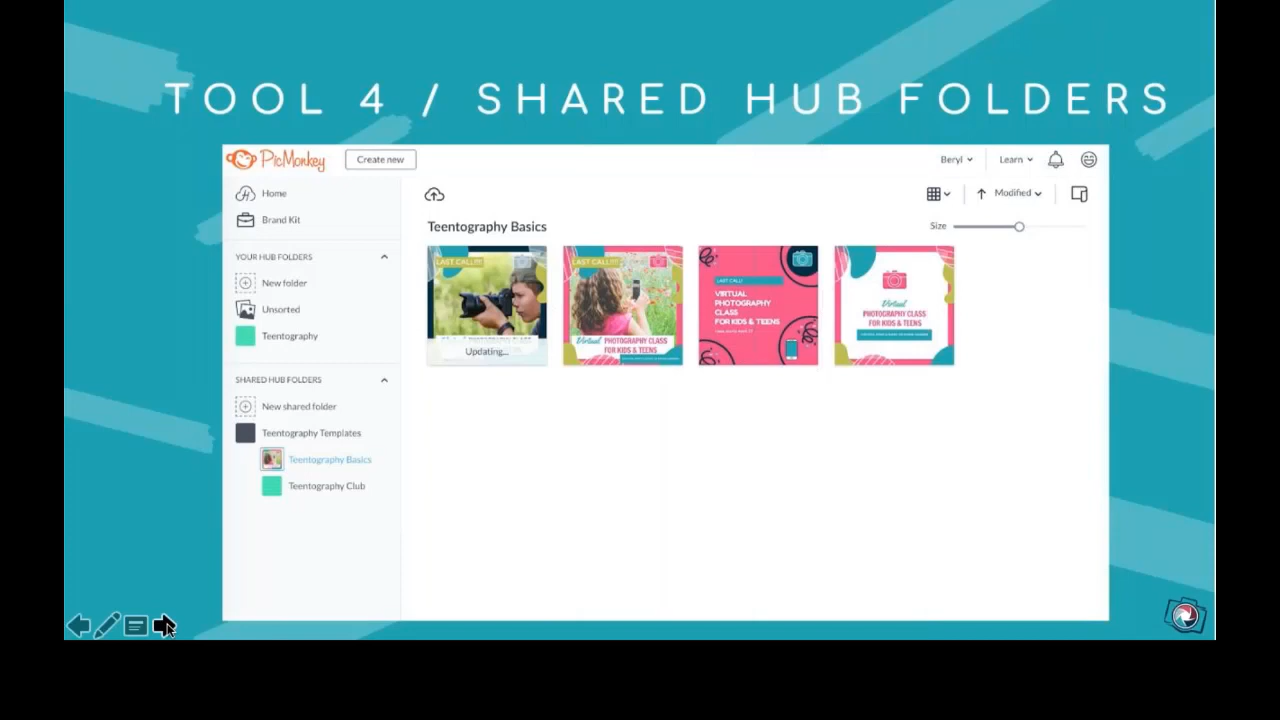 TOOL 4 / SHARED HUB FOLDERS
PicMonkey
Create new
Beryl
Learn
Home
Brand Kit
Modified
Teentography Basics
Size
YOUR HUB FOLDERS
New folder
Unsorted
Teentography
SHARED HUB FOLDERS
New shared folder
Teentography Templates
Teentography Basics
Teentography Club
LAST CALL!!!
Updating...
LAST CALL!!!
Virtual PHOTOGRAPHY CLASS
FOR KIDS & TEENS
LAST CALL!
VIRTUAL
PHOTOGRAPHY
CLASS
FOR KIDS & TEENS
Virtual
PHOTOGRAPHY CLASS
FOR KIDS & TEENS